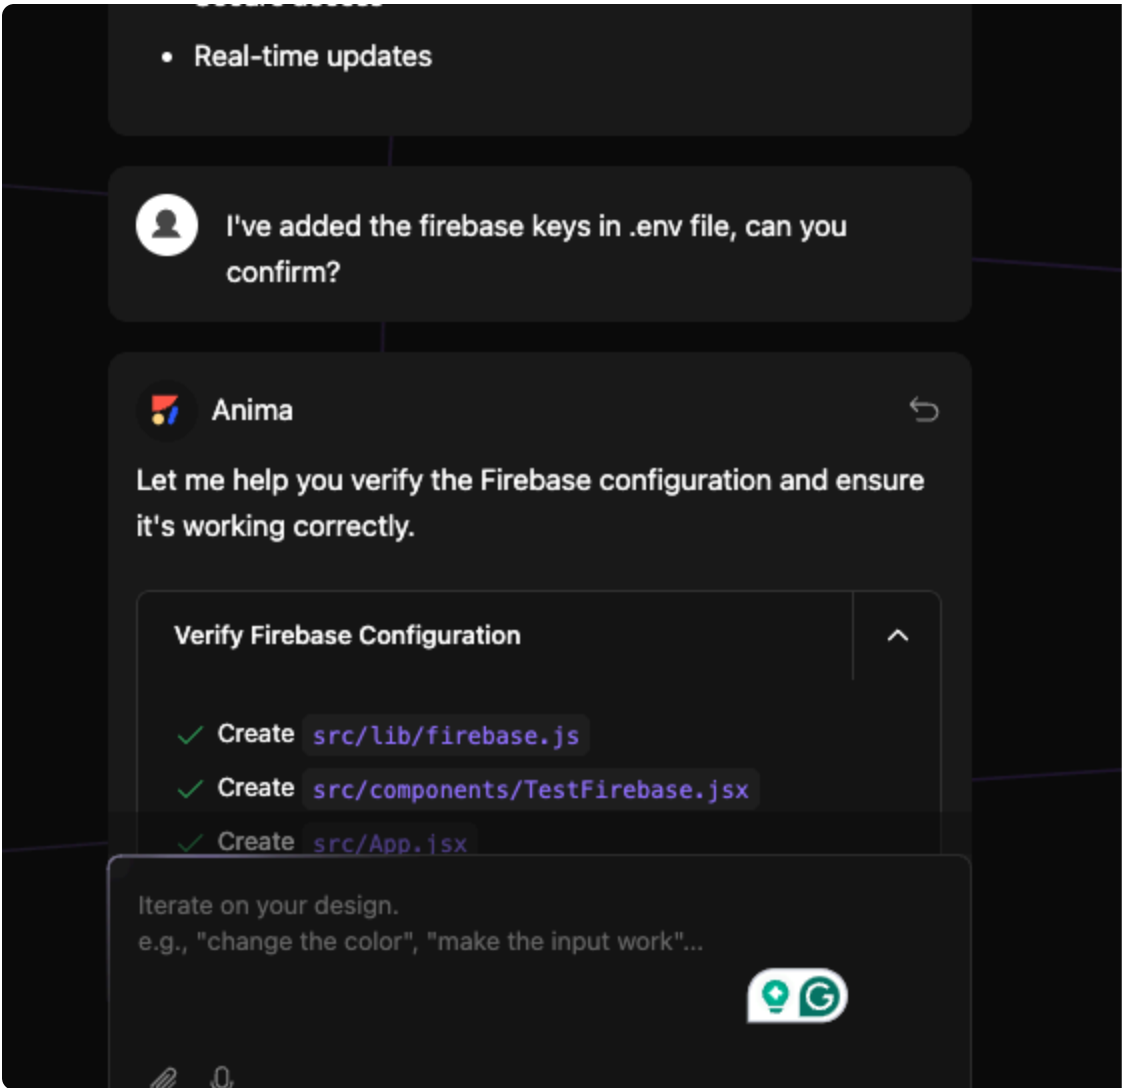 Secure access
Real-time updates
I've added the firebase keys in .env file, can you
confirm?
Anima
Let me help you verify the Firebase configuration and ensure
it's working correctly.
Verify Firebase Configuration
Create src/lib/firebase.js
Create src/components/TestFirebase.jsx
Create src/App.jsx
Iterate on your design.
e.g., "change the color", "make the input work"...